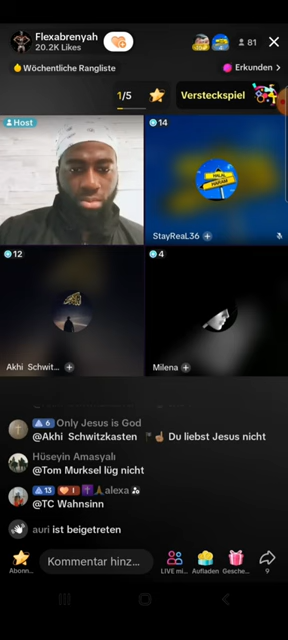 Flexabrenyah
20.2K Likes
81
Wöchentliche Rangliste
Erkunden
1/5
Versteckspiel
Host
14
StayReaL36
12
Akhi Schwit...
4
Milena
6 Only Jesus is God
@Akhi Schwitzkasten Du liebst Jesus nicht
Hüseyin Amasyalı
@Tom Murksel lüg nicht
13 I alexa
@TC Wahnsinn
auri ist beigetreten
Kommentar hinz...
Abonn...
LIVE mi...
Aufladen
Gesche...
9